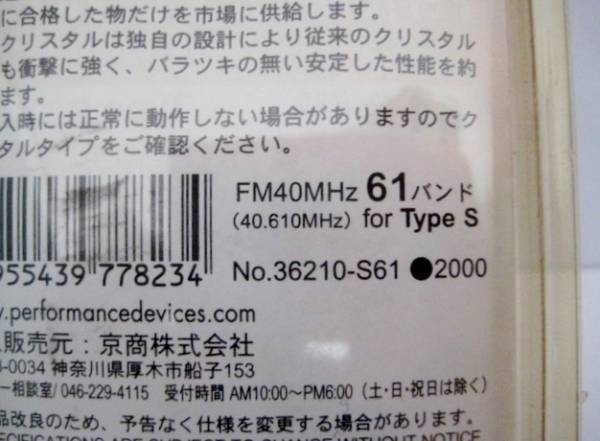 に合格した物だけを市場に供給します。
クリスタルは独自の設計により従来のクリスタル
も衝撃に強く、バラツキの無い安定した性能を約
ます。
入時には正常に動作しない場合がありますのでク
タルタイプをご確認ください。
FM40MHz 61バンド
(40.610MHz) for Type S
955439 778234
No.36210-S61 ●2000
.performancedevices.com
販売元：京商株式会社
-0034 神奈川県厚木市船子153
ー相談室/ 046-229-4115 受付時間 AM10:00～PM6:00 (土・日・祝日は除く)
品改良のため、予告なく仕様を変更する場合があります。
SPECIFICATIONS ARE SUBJECT TO CHANGE WITHOUT NOTICE